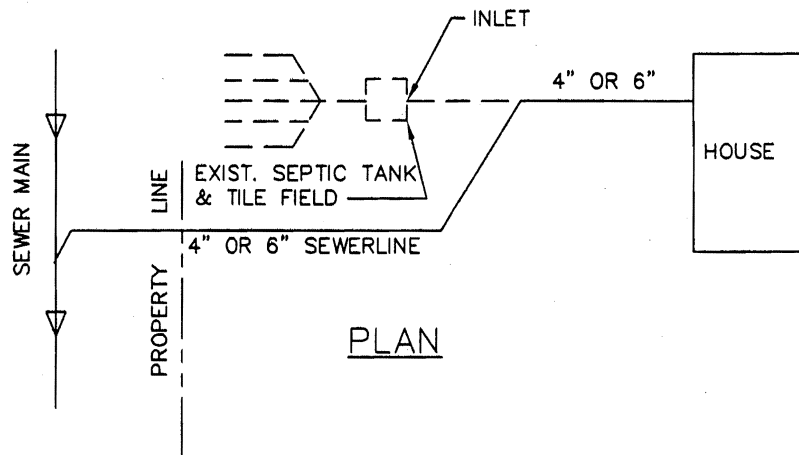 INLET
4" OR 6"
HOUSE
EXIST. SEPTIC TANK
& TILE FIELD
SEWER MAIN
PROPERTY LINE
4" OR 6" SEWERLINE
PLAN